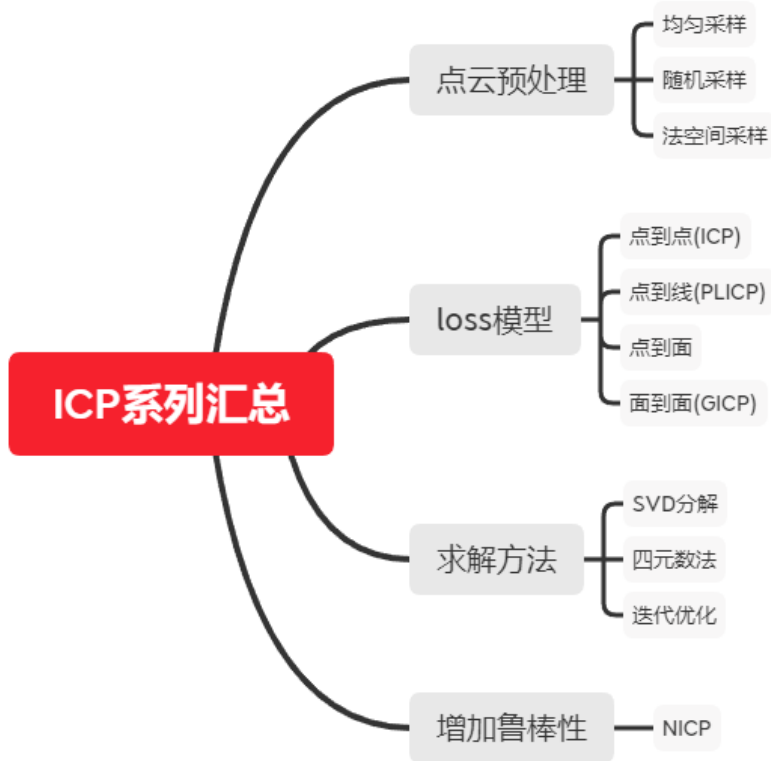 ICP系列汇总
点云预处理
均匀采样
随机采样
法空间采样
loss模型
点到点(ICP)
点到线(PLICP)
点到面
面到面(GICP)
求解方法
SVD分解
四元数法
迭代优化
增加鲁棒性
NICP